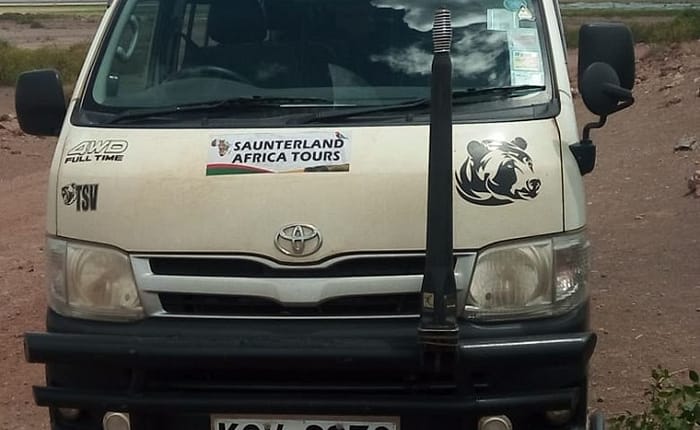 SAUNTERLAND
AFRICA TOURS
4WD
FULL TIME
TSV